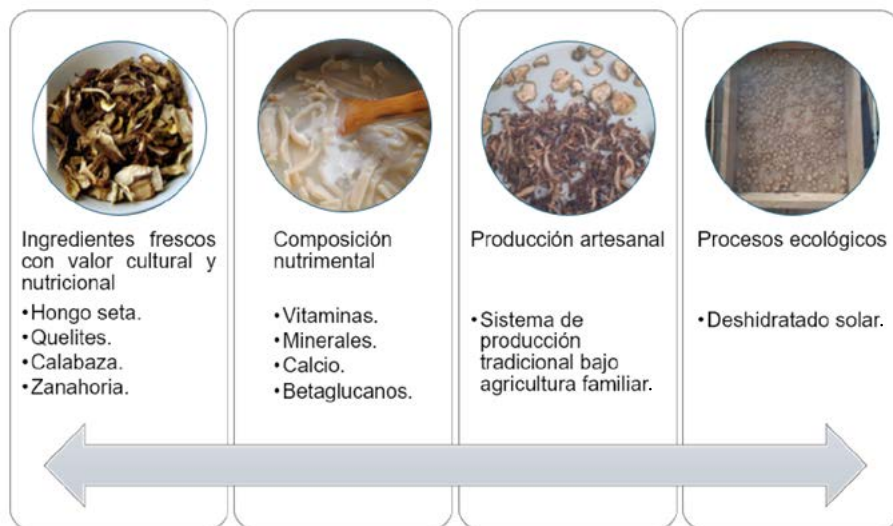 Ingredientes frescos
con valor cultural y
nutricional
•Hongo seta.
•Quelites.
•Calabaza.
•Zanahoria.
Composición
nutrimental
•Vitaminas.
•Minerales.
•Calcio.
•Betaglucanos.
Producción artesanal
•Sistema de
producción
tradicional bajo
agricultura familiar.
Procesos ecológicos
•Deshidratado solar.